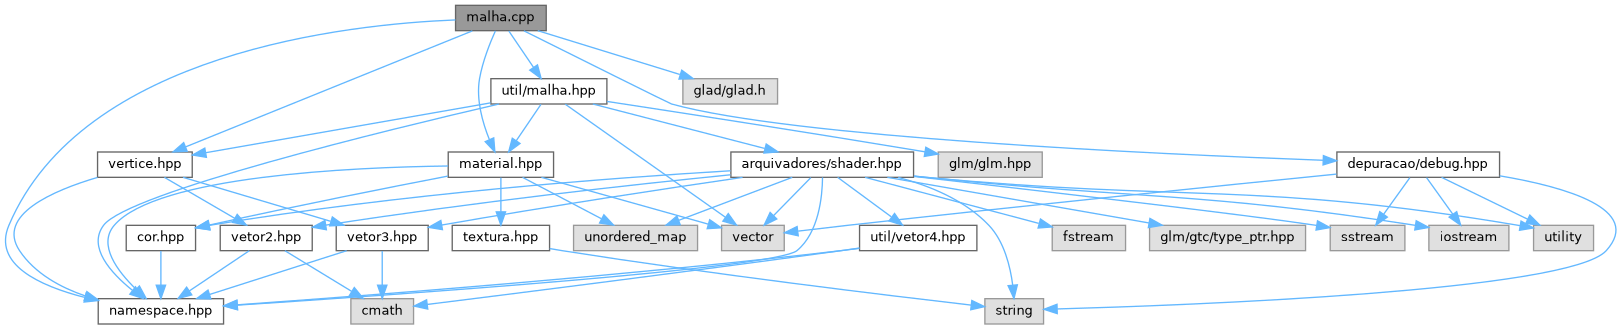 malha.cpp
util/malha.hpp
glad/glad.h
vertice.hpp
material.hpp
arquivadores/shader.hpp
glm/glm.hpp
depuracao/debug.hpp
cor.hpp
vetor2.hpp
vetor3.hpp
textura.hpp
unordered_map
vector
util/vetor4.hpp
fstream
glm/gtc/type_ptr.hpp
sstream
iostream
utility
namespace.hpp
cmath
string